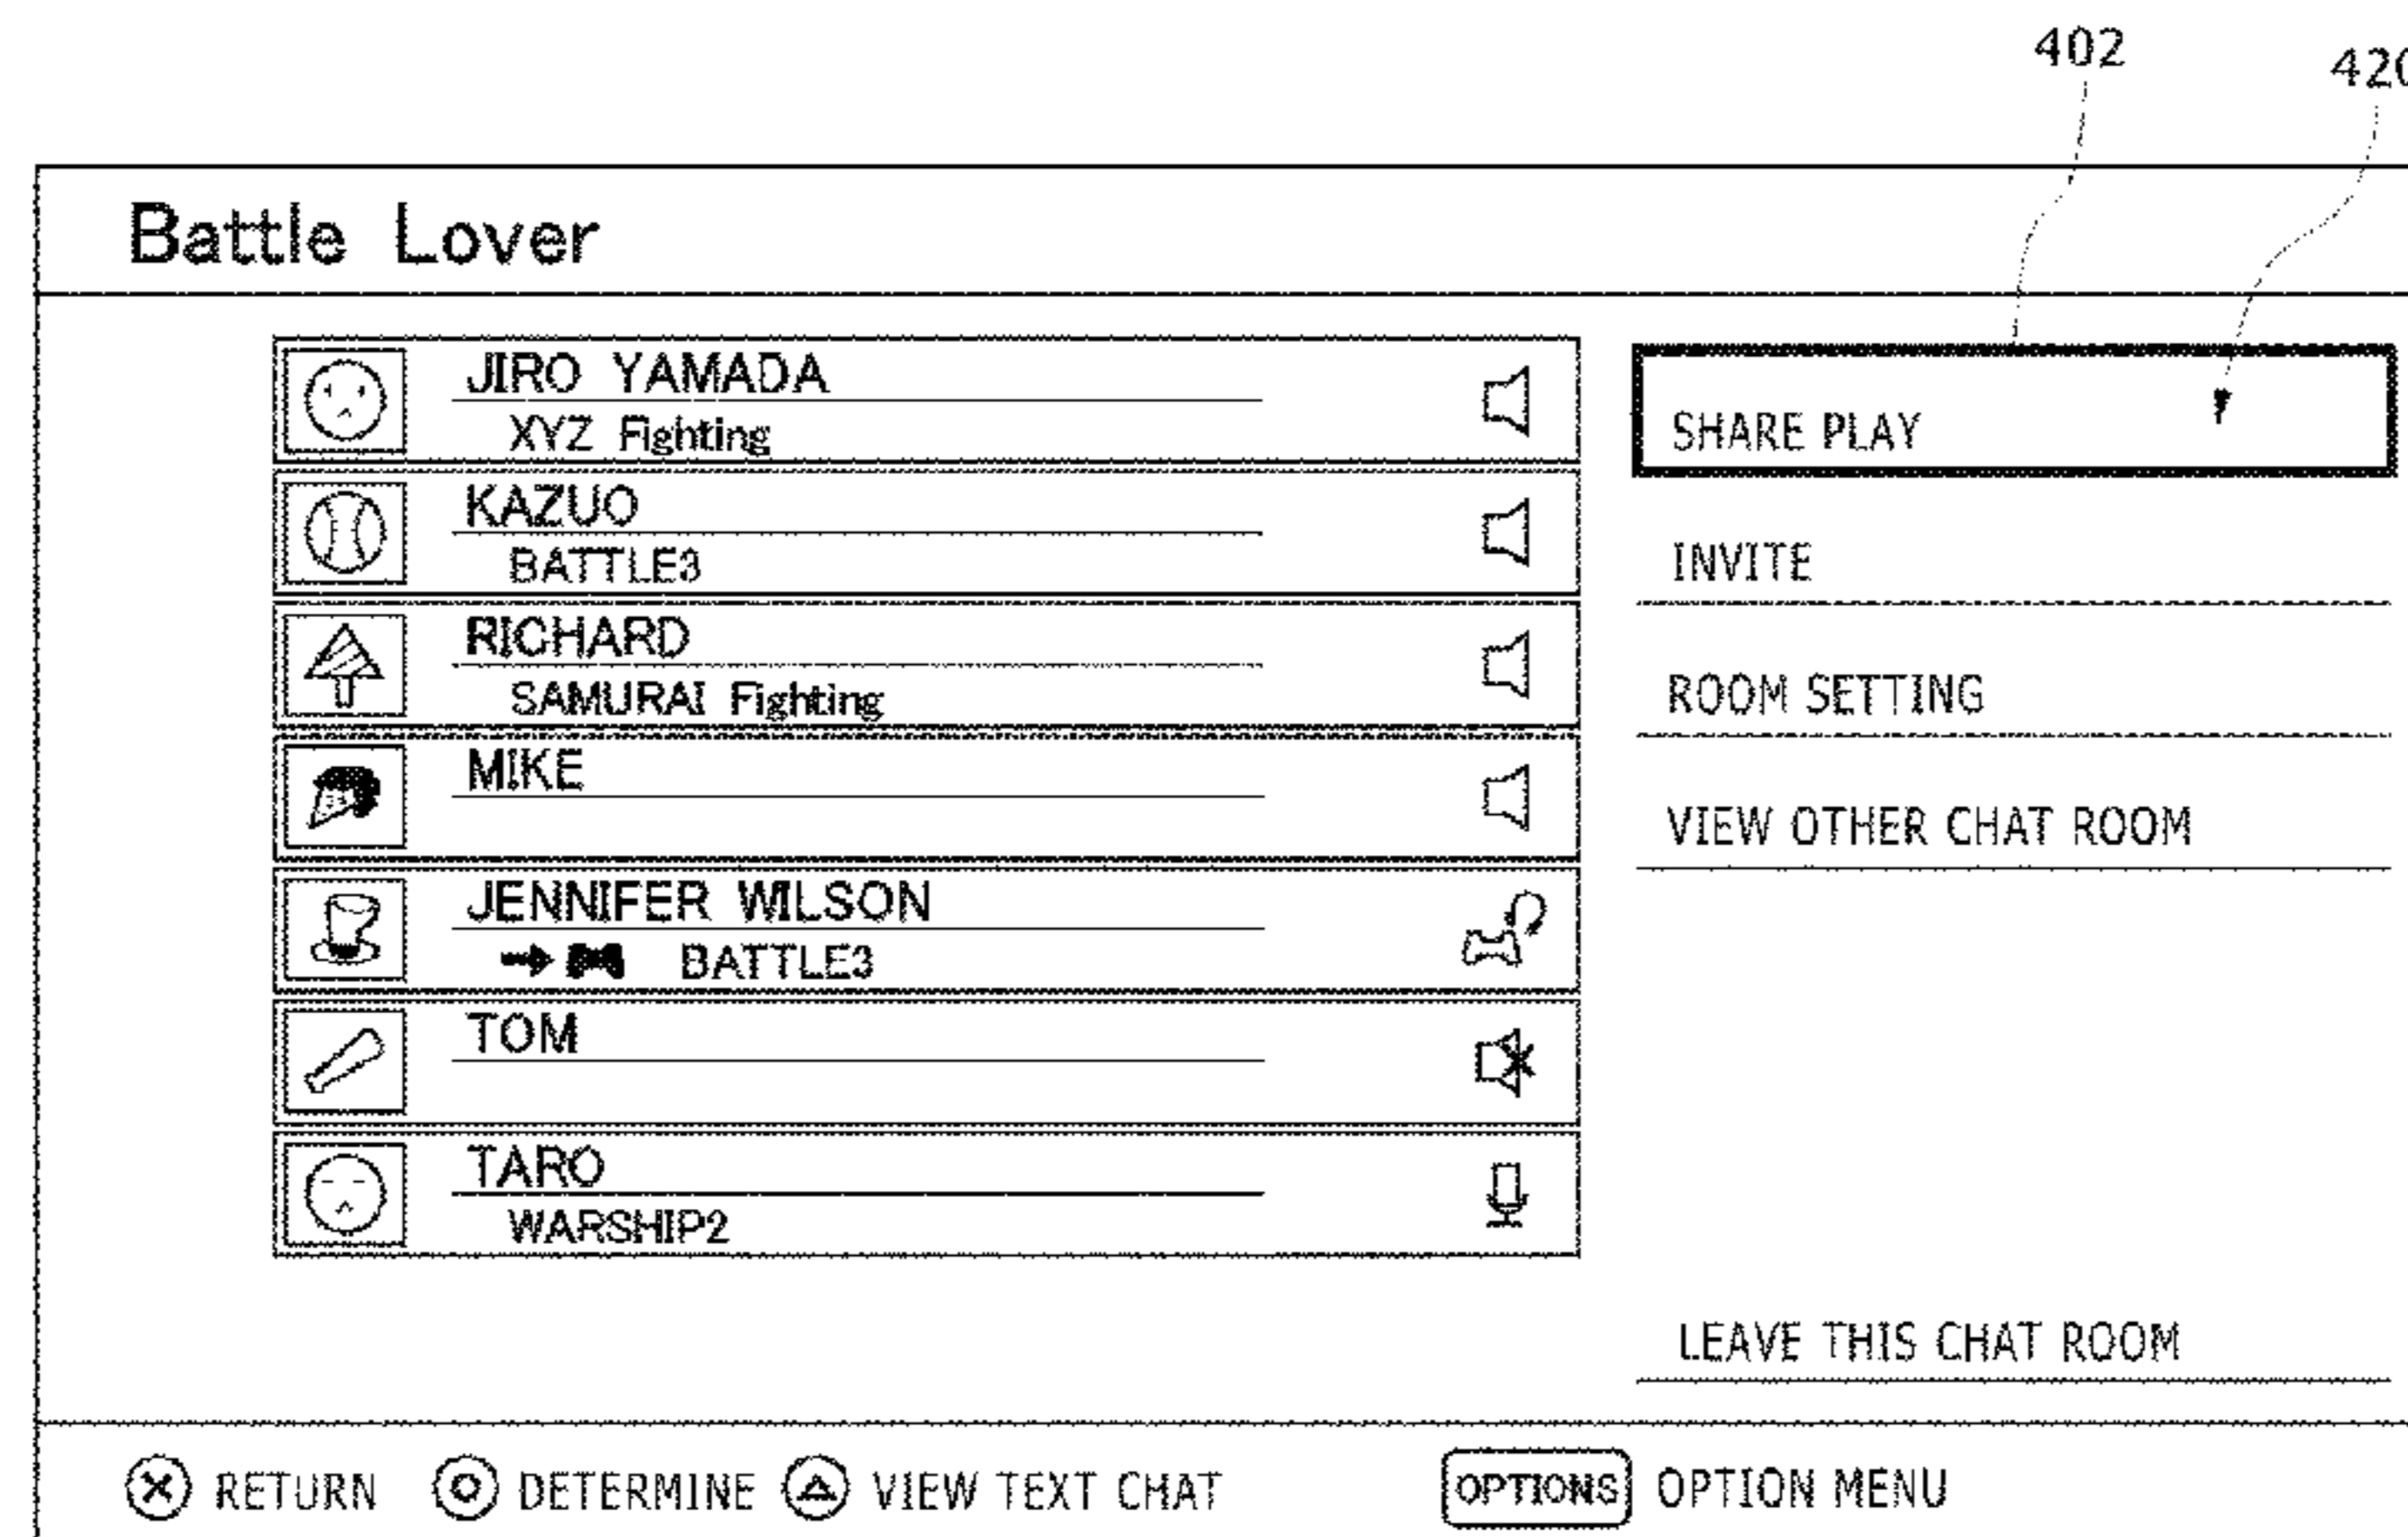 402
420
Battle Lover
JIRO YAMADA
XYZ Fighting
KAZUO
BATTLE3
RICHARD
SAMURAI Fighting
MIKE
JENNIFER WILSON
BATTLE3
TOM
TARO
WARSHIP2
SHARE PLAY
INVITE
ROOM SETTING
VIEW OTHER CHAT ROOM
LEAVE THIS CHAT ROOM
RETURN DETERMINE VIEW TEXT CHAT OPTIONS OPTION MENU